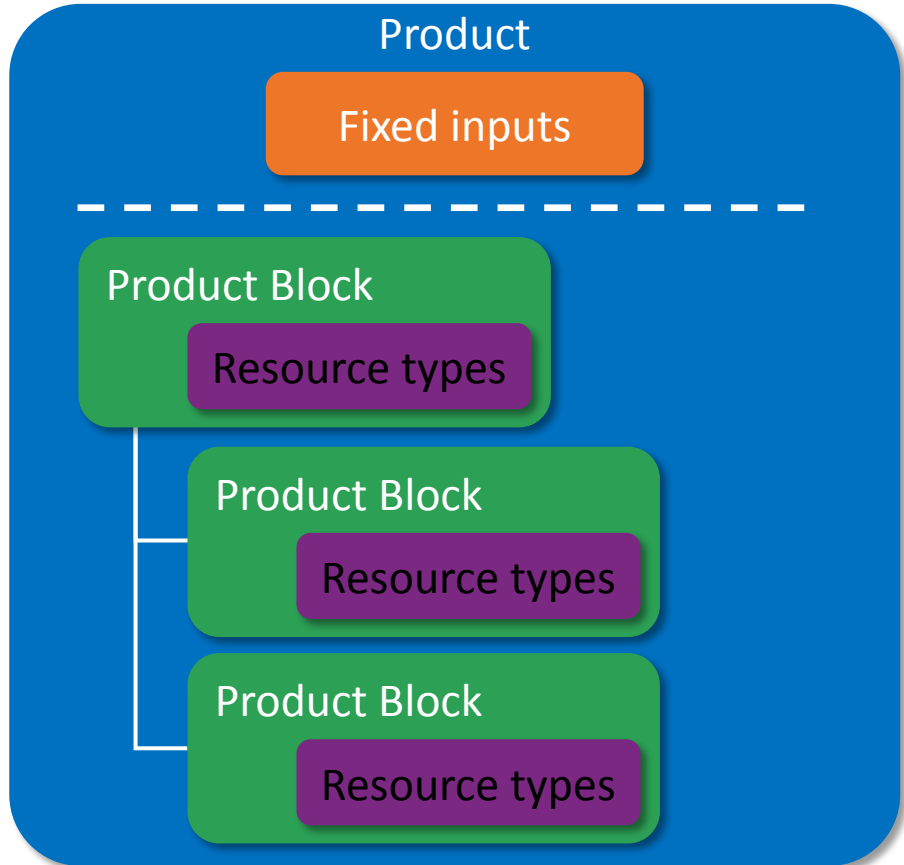 Product
Fixed inputs
Product Block
Resource types
Product Block
Resource types
Product Block
Resource types